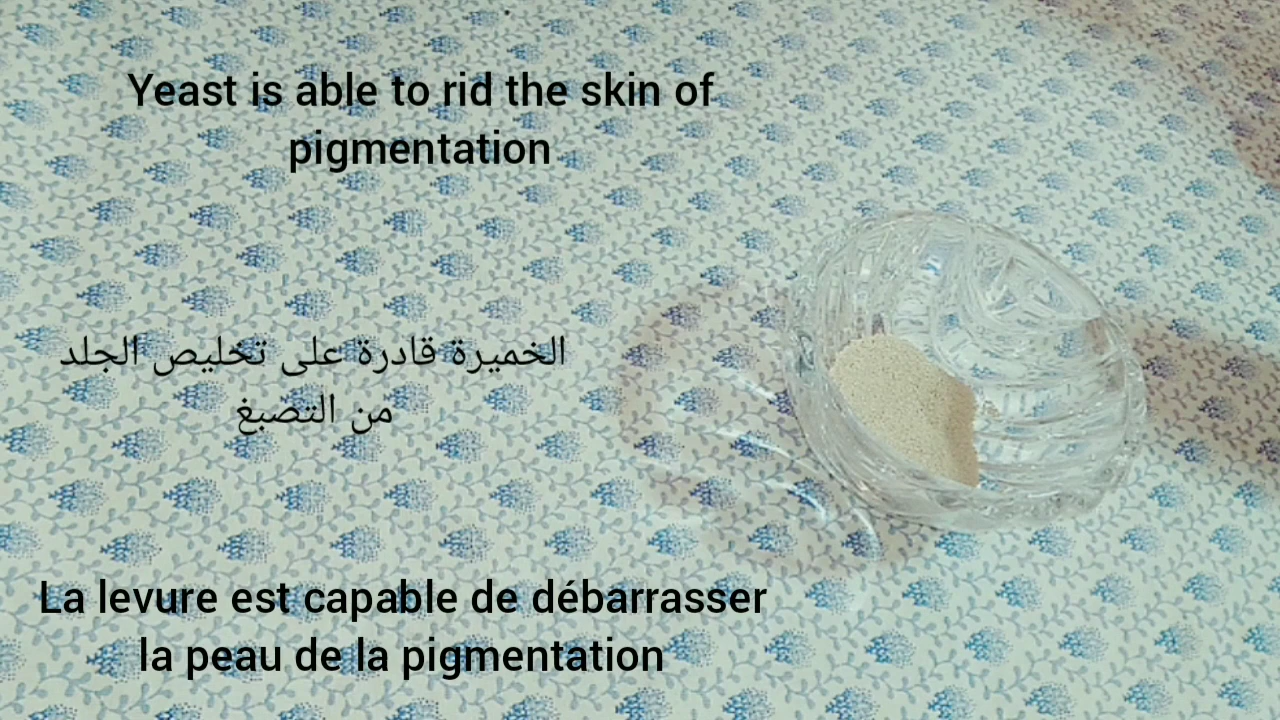 Yeast is able to rid the skin of
pigmentation
الخميرة قادرة على تخليص الجلد
من التصبغ
La levure est capable de débarrasser
la peau de la pigmentation